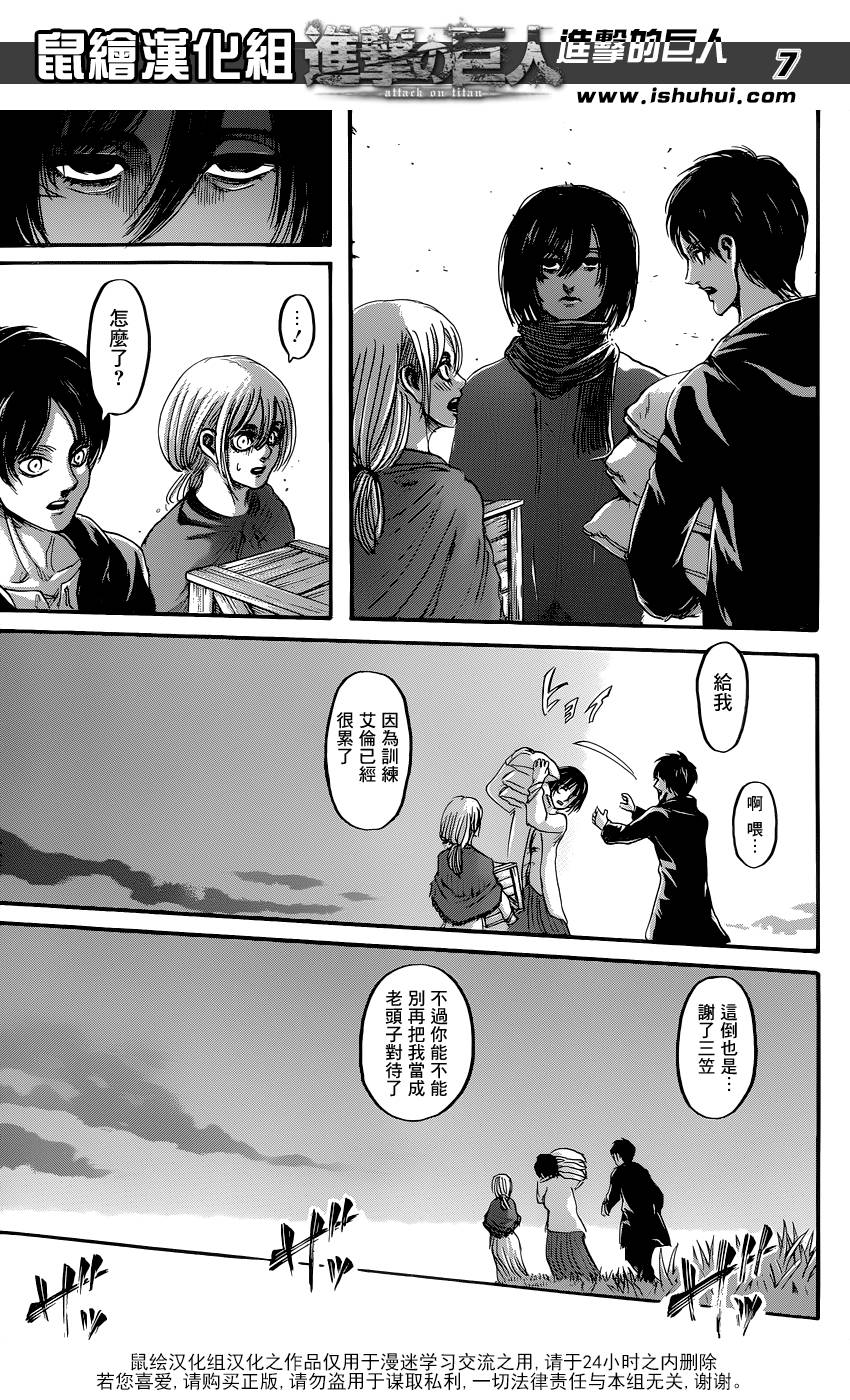 鼠繪漢化組
進撃の巨人
attack on titan
進擊的巨人
7
www.ishuhui.com
…!
怎麼了?
給我
啊 喂…
ヒョイ
因為訓練
艾倫已經
很累了
這倒也是…
謝了三笠
不過你能不能
別再把我當成
老頭子對待了
ザッ
ザッ
ザッ
鼠绘汉化组汉化之作品仅用于漫迷学习交流之用, 请于24小时之内删除
若您喜爱, 请购买正版, 请勿盗用于谋取私利, 一切法律责任与本组无关, 谢谢.